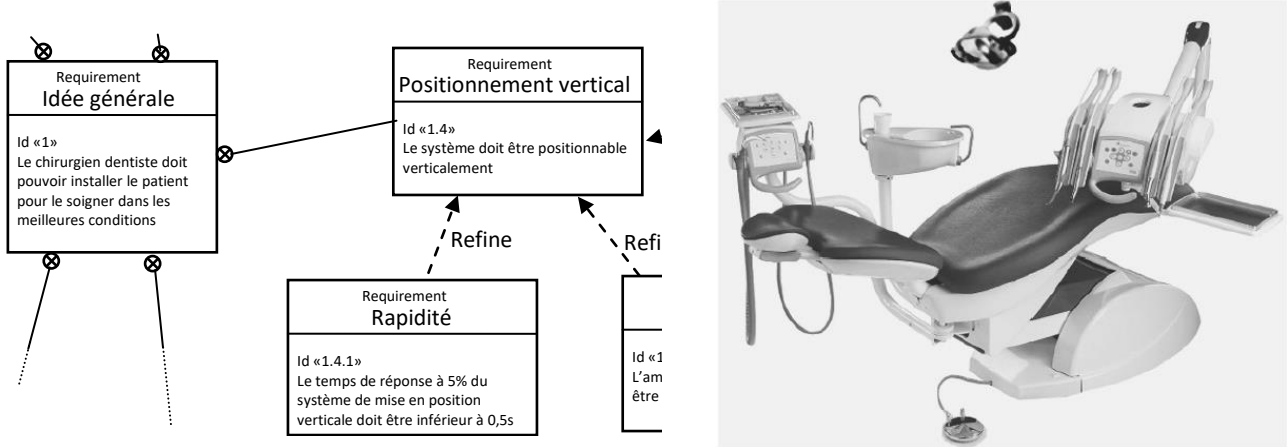 Requirement
Idée générale
Id «1»
Le chirurgien dentiste doit
pouvoir installer le patient
pour le soigner dans les
meilleures conditions
Requirement
Positionnement vertical
Id «1.4»
Le système doit être positionnable
verticalement
Refine
Refi
Requirement
Rapidité
Id «1.4.1»
Le temps de réponse à 5% du
système de mise en position
verticale doit être inférieur à 0,5s
Id «1
L'am
être